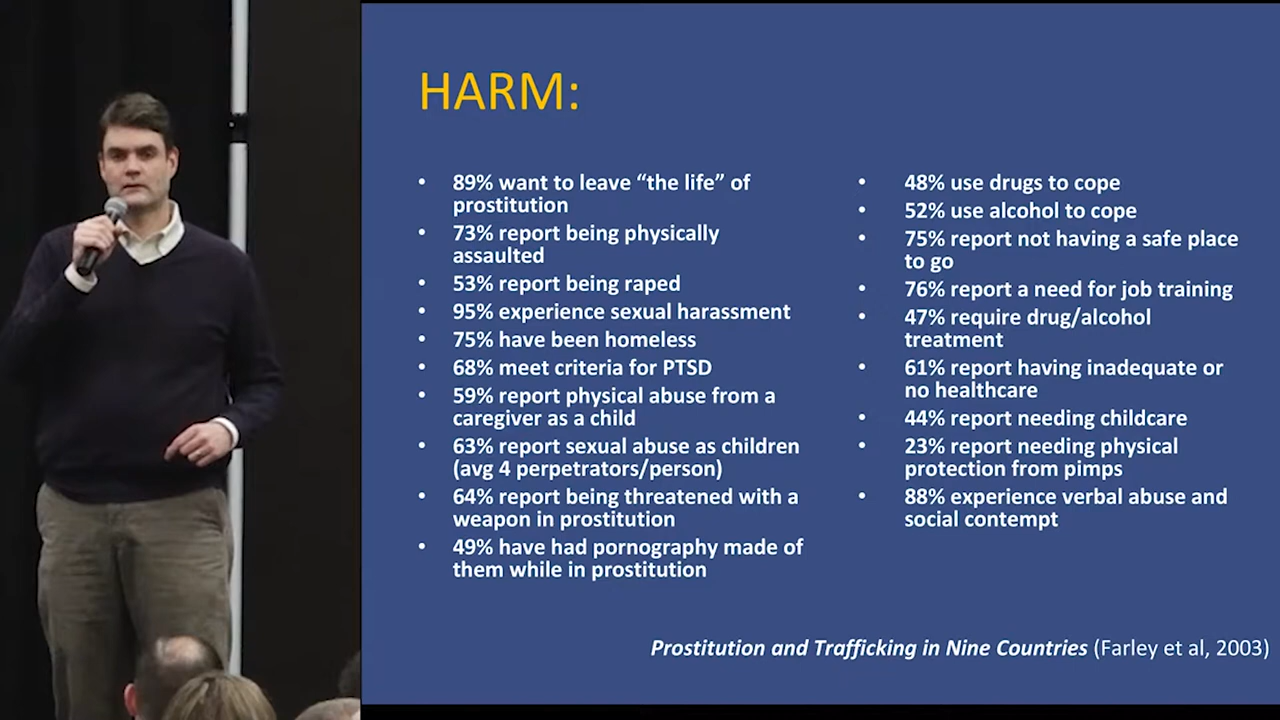 HARM:
• 89% want to leave “the life” of
prostitution
• 73% report being physically
assaulted
• 53% report being raped
• 95% experience sexual harassment
• 75% have been homeless
• 68% meet criteria for PTSD
• 59% report physical abuse from a
caregiver as a child
• 63% report sexual abuse as children
(avg 4 perpetrators/person)
• 64% report being threatened with a
weapon in prostitution
• 49% have had pornography made of
them while in prostitution
• 48% use drugs to cope
• 52% use alcohol to cope
• 75% report not having a safe place
to go
• 76% report a need for job training
• 47% require drug/alcohol
treatment
• 61% report having inadequate or
no healthcare
• 44% report needing childcare
• 23% report needing physical
protection from pimps
• 88% experience verbal abuse and
social contempt
Prostitution and Trafficking in Nine Countries (Farley et al, 2003)